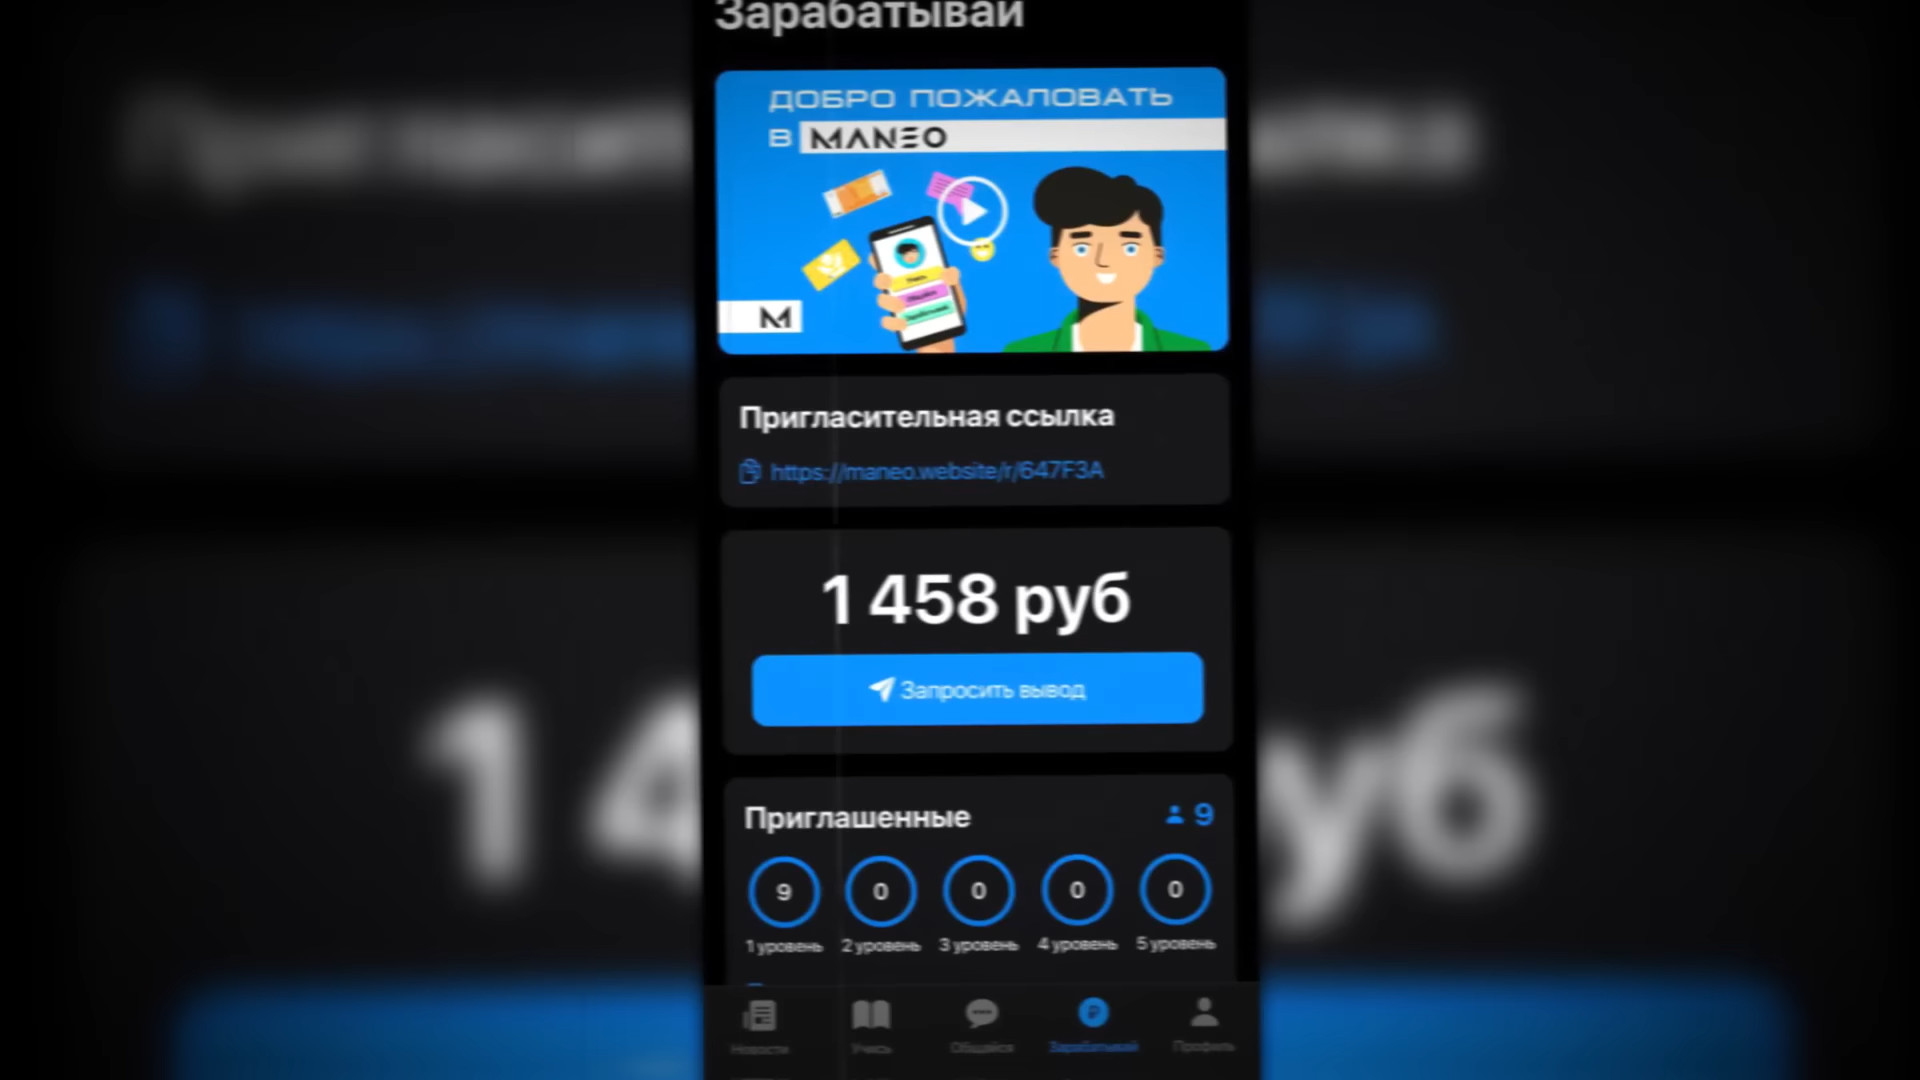 Зарабатывай
ДОБРО ПОЖАЛОВАТЬ
В MANEO
M
Пригласительная ссылка
https://maneo.website/r/647F3A
1 458 руб
Запросить вывод
Приглашенные
9
9 0 0 0 0
1 уровень 2 уровень 3 уровень 4 уровень 5 уровень
Новости Учись Общайся Зарабатывай Профиль